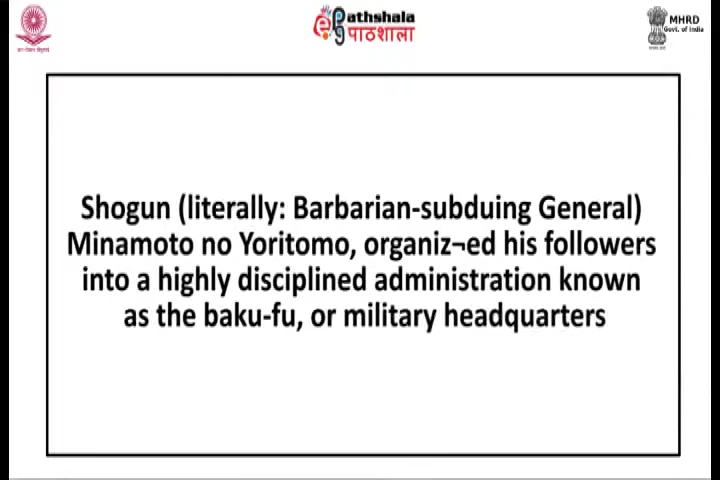 ePathshala
पाठशाला
MHRD
Govt. of India
Shogun (literally: Barbarian-subduing General)
Minamoto no Yoritomo, organiz¬ed his followers
into a highly disciplined administration known
as the baku-fu, or military headquarters